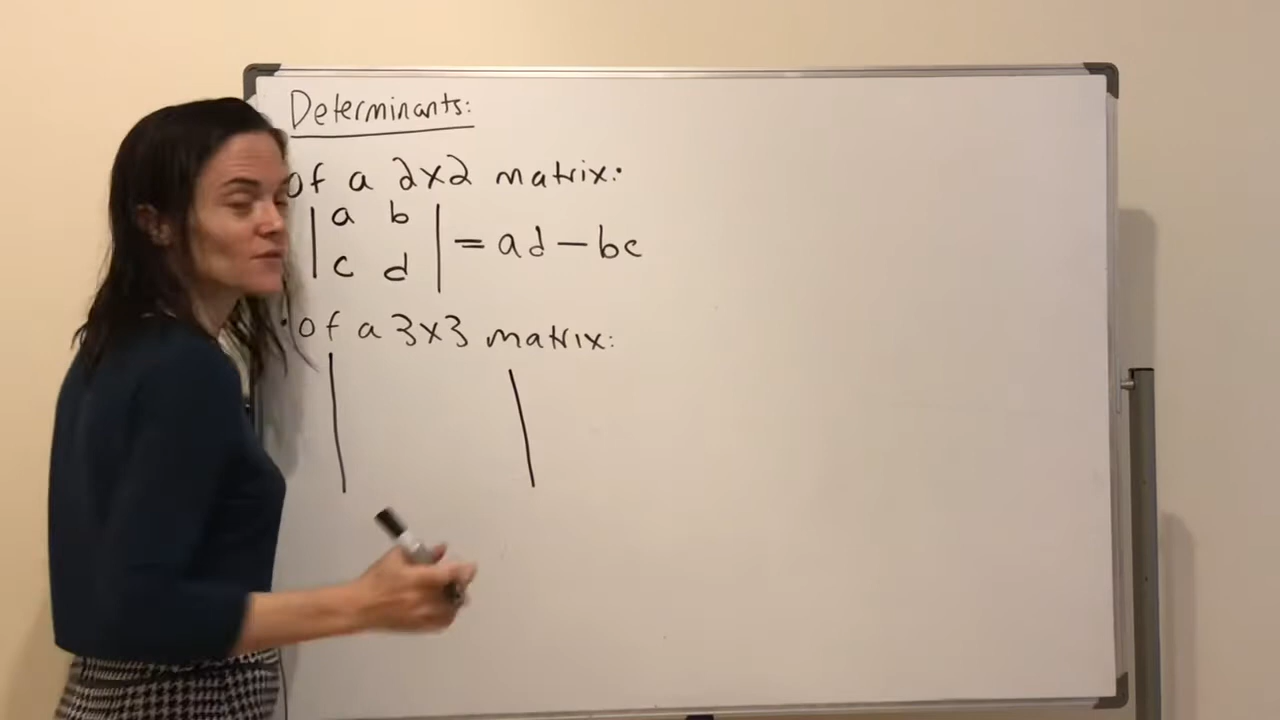 Determinants:
of a 2x2 matrix:
| a b | = ad - bc
| c d |
• of a 3x3 matrix:
| |